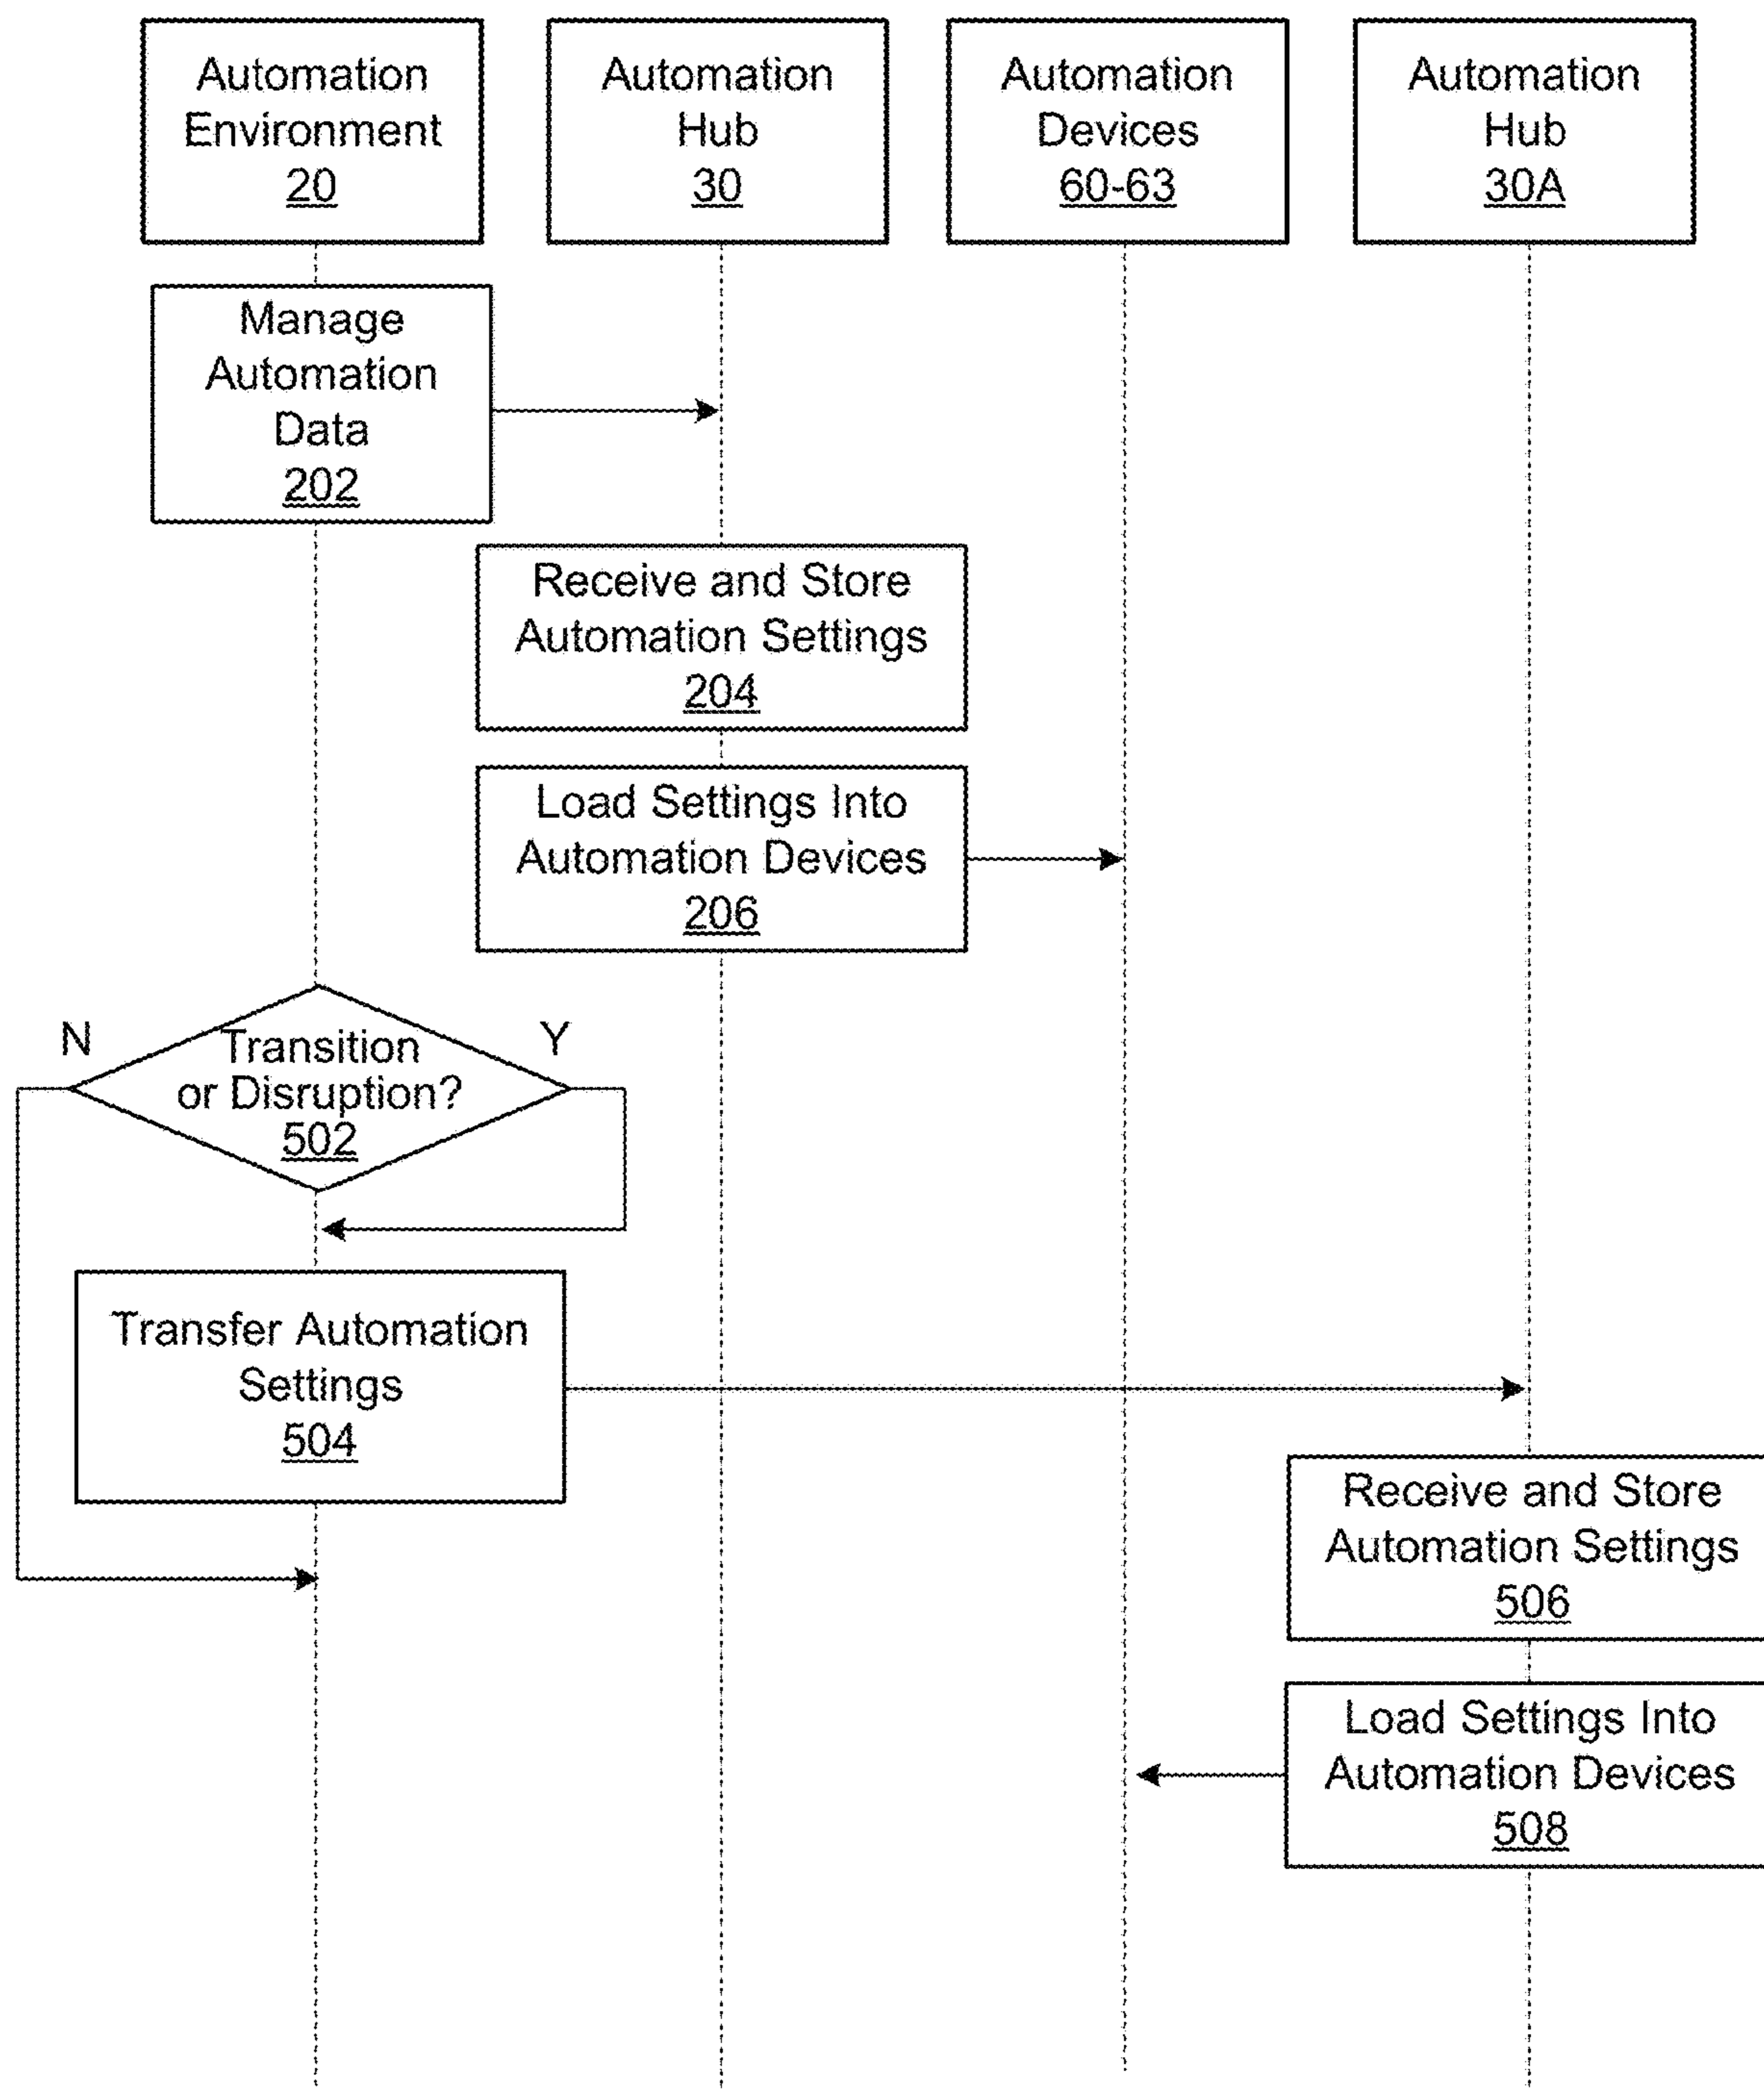 Automation
Environment
20
Automation
Hub
30
Automation
Devices
60-63
Automation
Hub
30A
Manage
Automation
Data
202
Receive and Store
Automation Settings
204
Load Settings Into
Automation Devices
206
N
Y
Transition
or Disruption?
502
Transfer Automation
Settings
504
Receive and Store
Automation Settings
506
Load Settings Into
Automation Devices
508